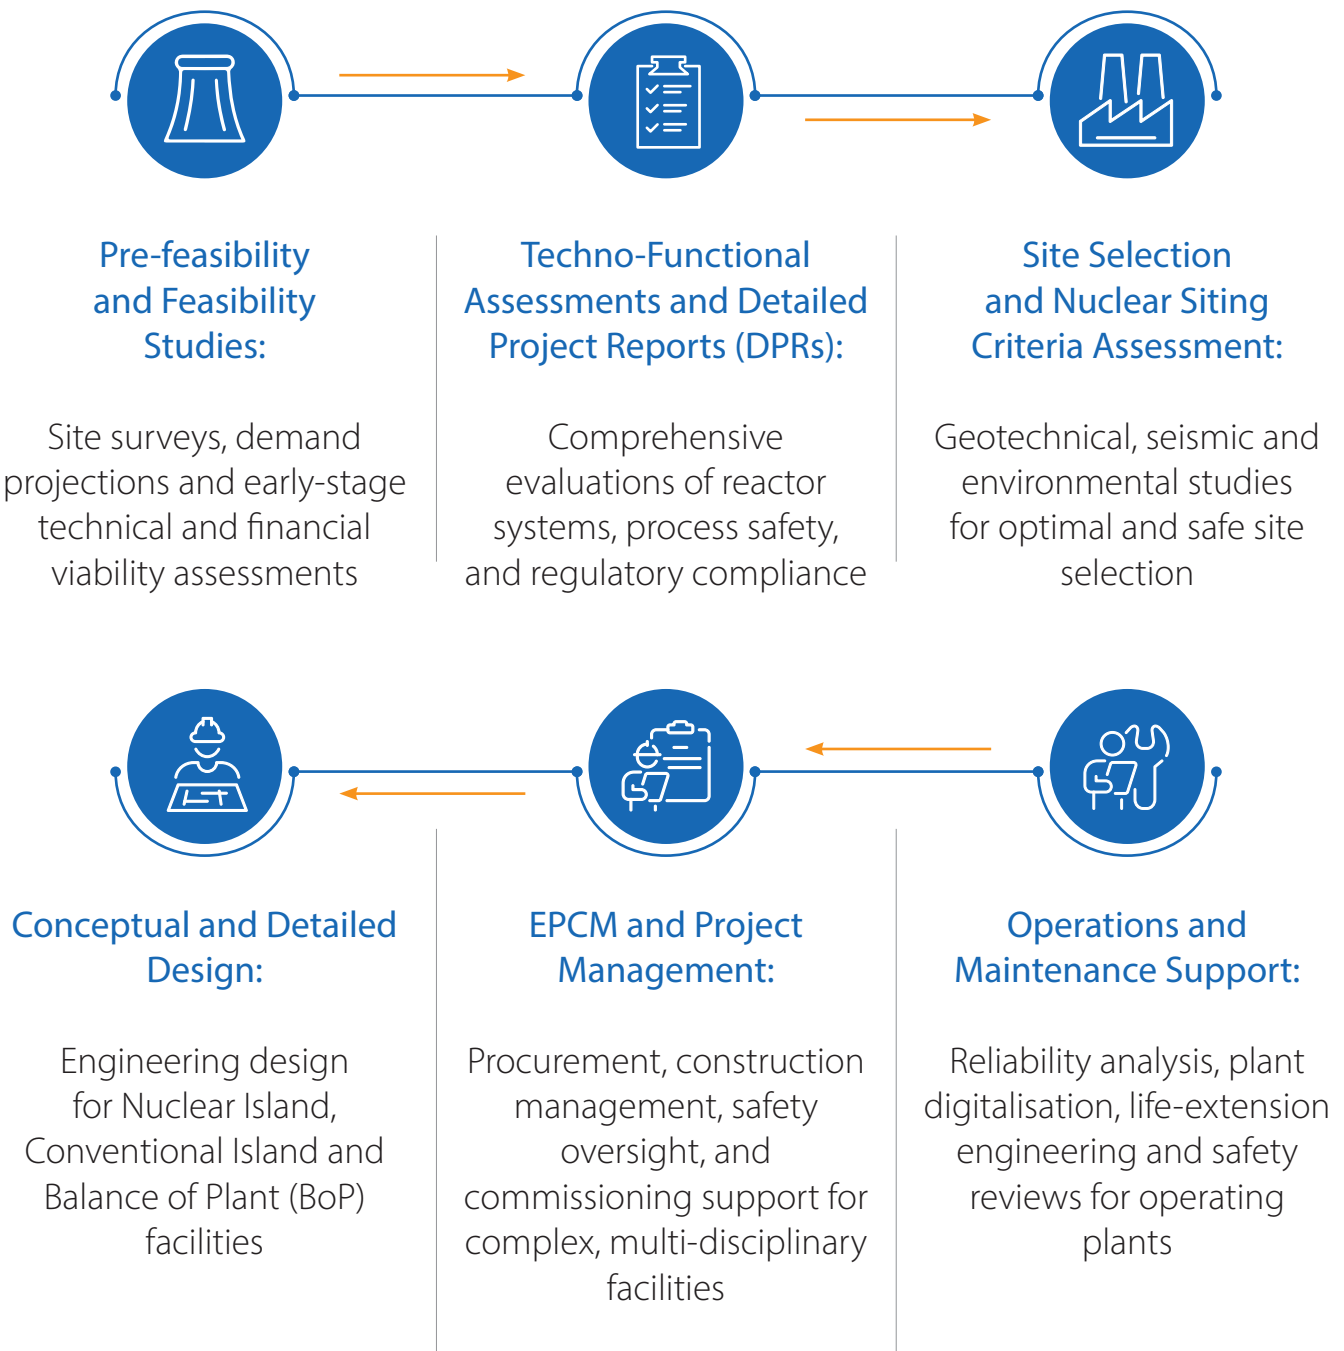 Pre-feasibility
and Feasibility
Studies:
Site surveys, demand
projections and early-stage
technical and financial
viability assessments
Techno-Functional
Assessments and Detailed
Project Reports (DPRs):
Comprehensive
evaluations of reactor
systems, process safety,
and regulatory compliance
Site Selection
and Nuclear Siting
Criteria Assessment:
Geotechnical, seismic and
environmental studies
for optimal and safe site
selection
Conceptual and Detailed
Design:
Engineering design
for Nuclear Island,
Conventional Island and
Balance of Plant (BoP)
facilities
EPCM and Project
Management:
Procurement, construction
management, safety
oversight, and
commissioning support for
complex, multi-disciplinary
facilities
Operations and
Maintenance Support:
Reliability analysis, plant
digitalisation, life-extension
engineering and safety
reviews for operating
plants